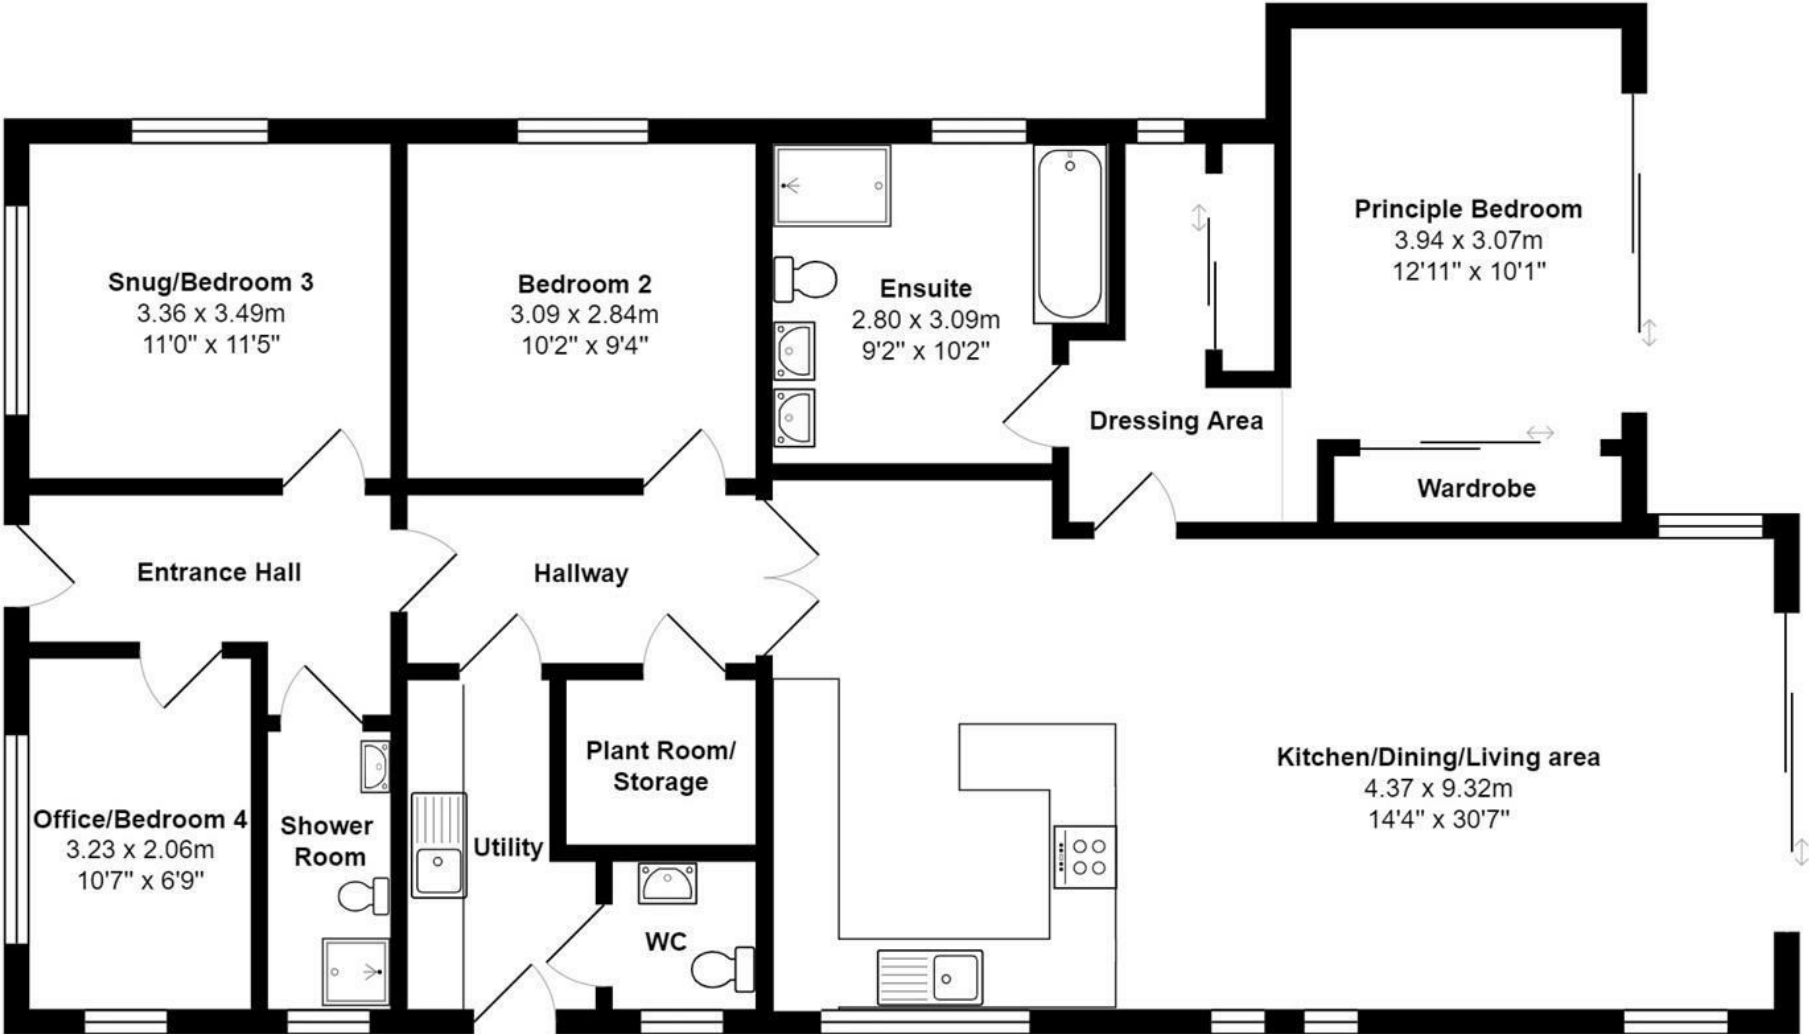 Principle Bedroom
3.94 x 3.07m
12'11" x 10'1"
Snug/Bedroom 3
3.36 x 3.49m
11'0" x 11'5"
Bedroom 2
3.09 x 2.84m
10'2" x 9'4"
Ensuite
2.80 x 3.09m
9'2" x 10'2"
Dressing Area
Wardrobe
Entrance Hall
Hallway
Plant Room/
Storage
Kitchen/Dining/Living area
4.37 x 9.32m
14'4" x 30'7"
Office/Bedroom 4
3.23 x 2.06m
10'7" x 6'9"
Shower
Room
Utility
WC